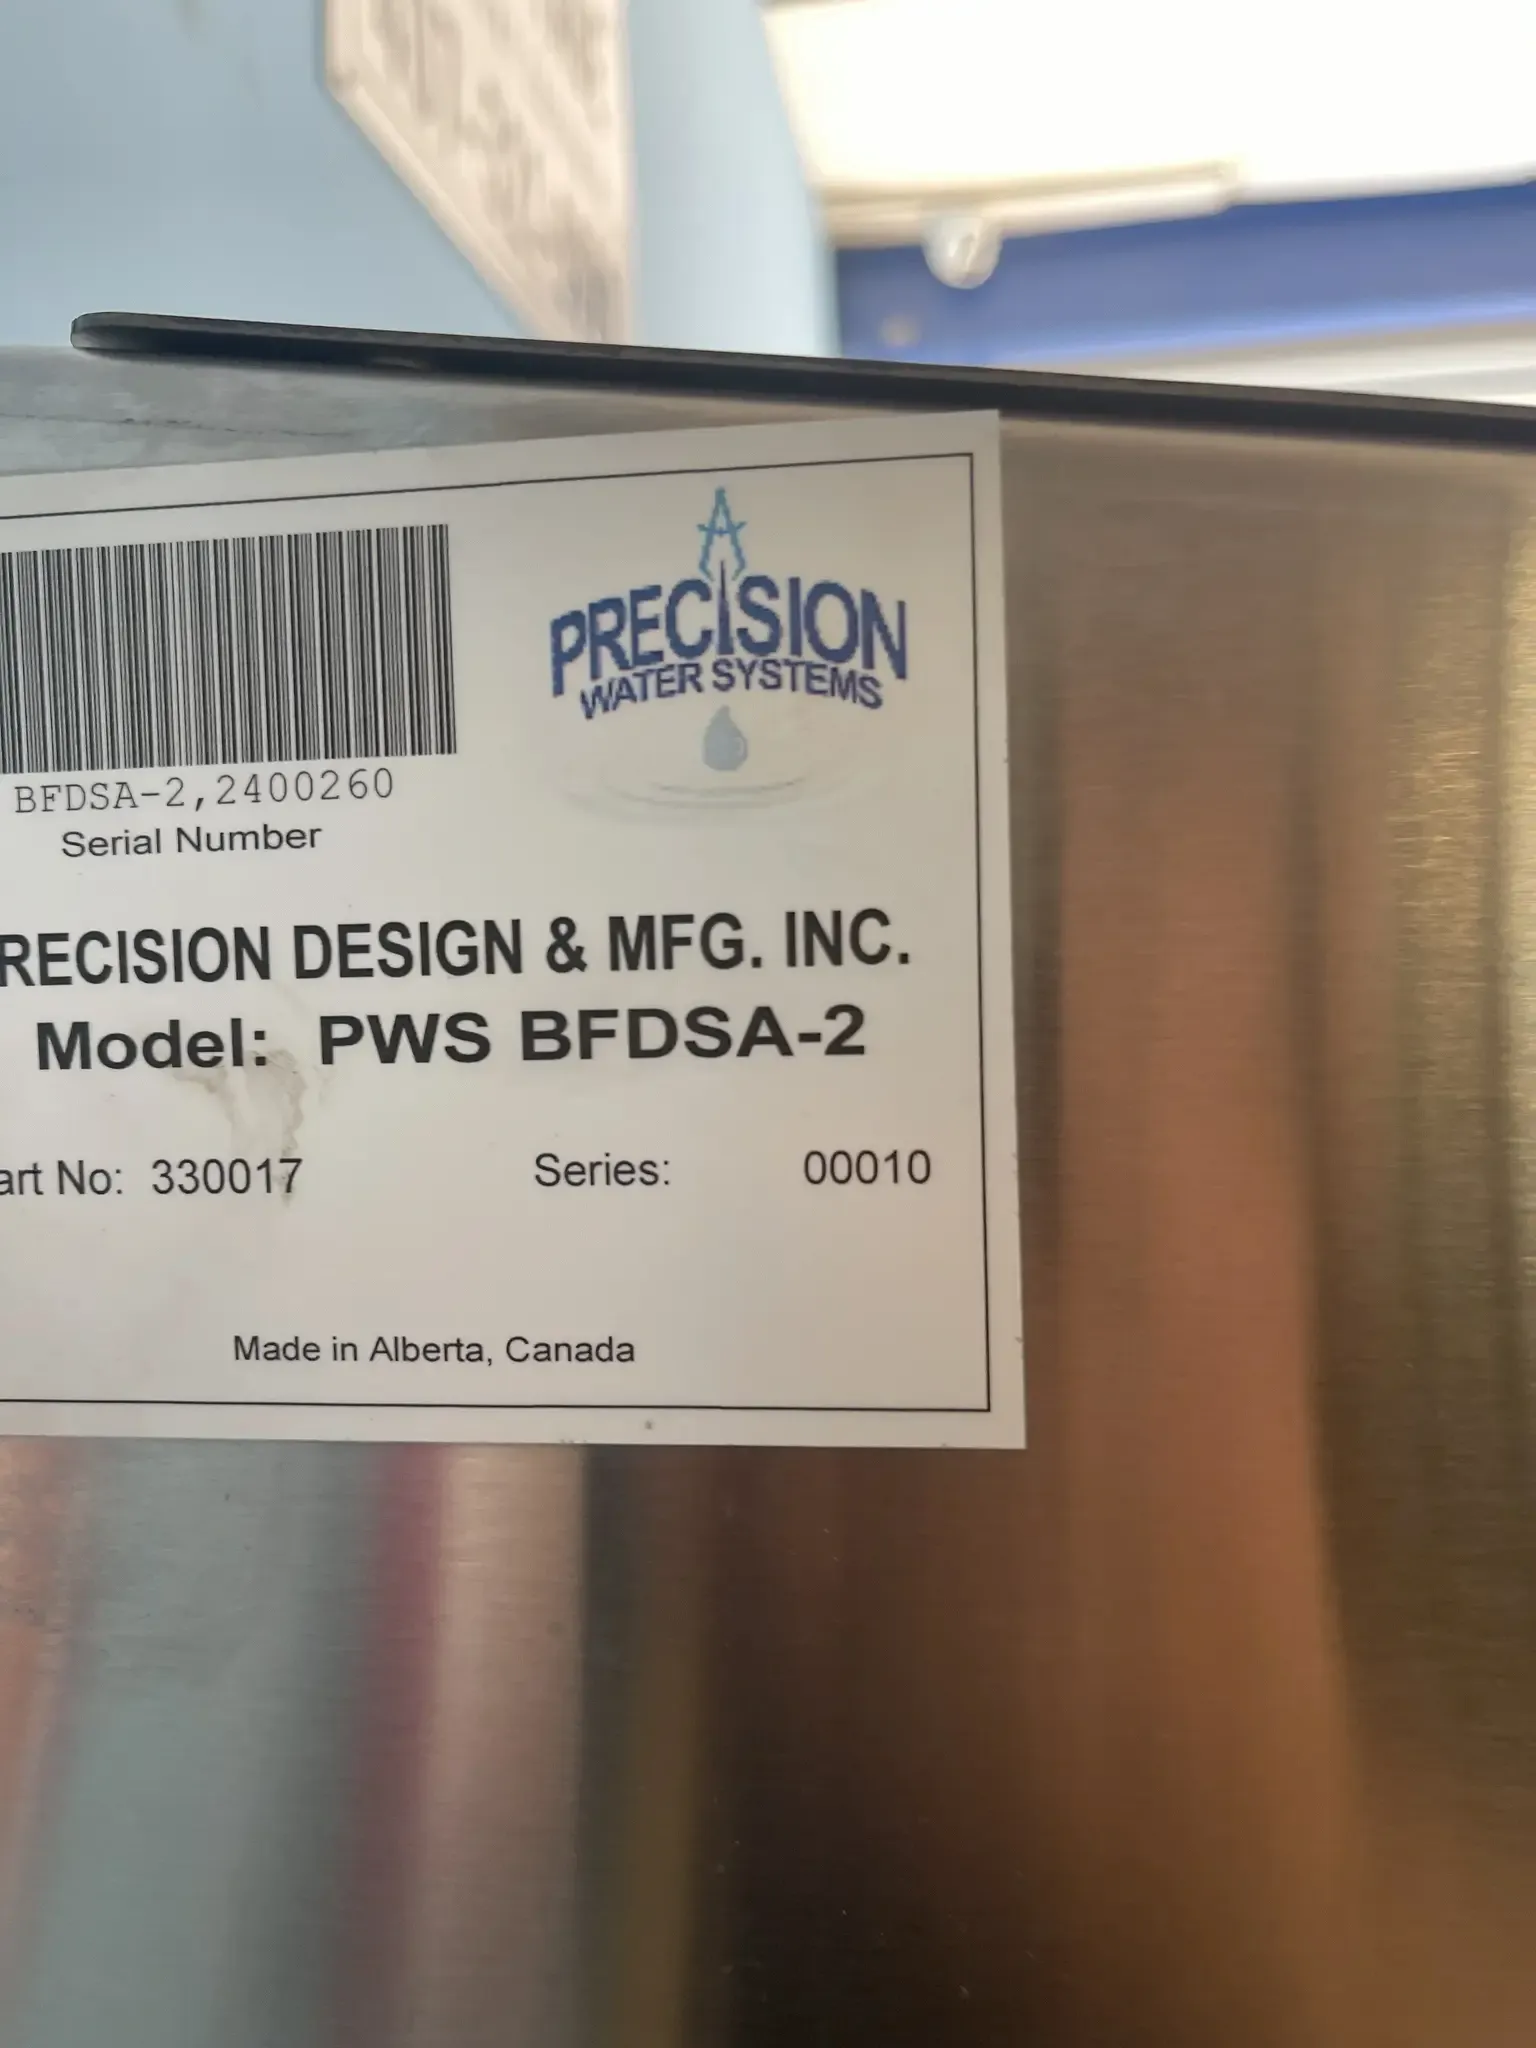 PRECISION
WATER SYSTEMS
BFDSA-2,2400260
Serial Number
RECISION DESIGN & MFG. INC.
Model: PWS BFDSA-2
art No: 330017 Series: 00010
Made in Alberta, Canada